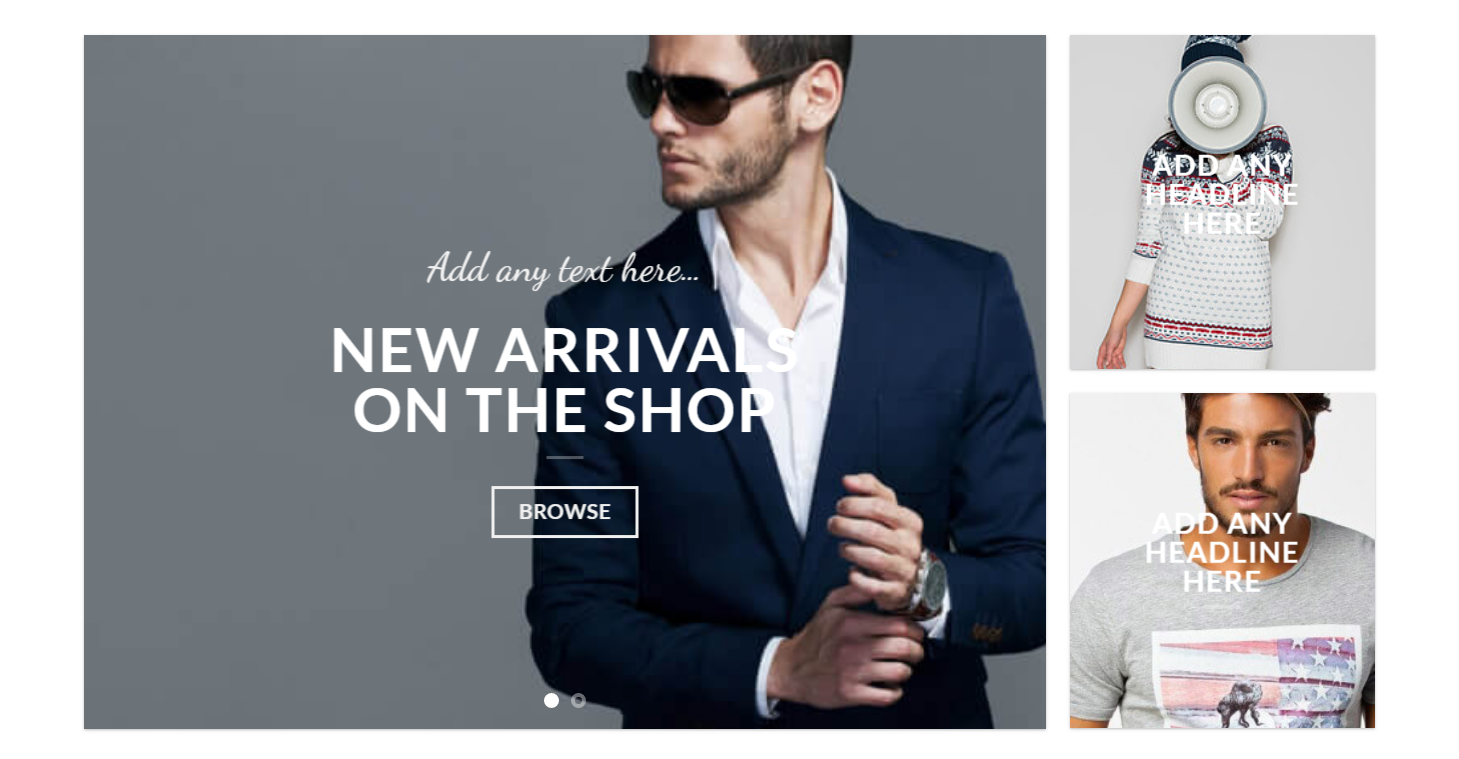 Add any text here...
NEW ARRIVALS
ON THE SHOP
BROWSE
ADD ANY
HEADLINE
HERE
ADD ANY
HEADLINE
HERE